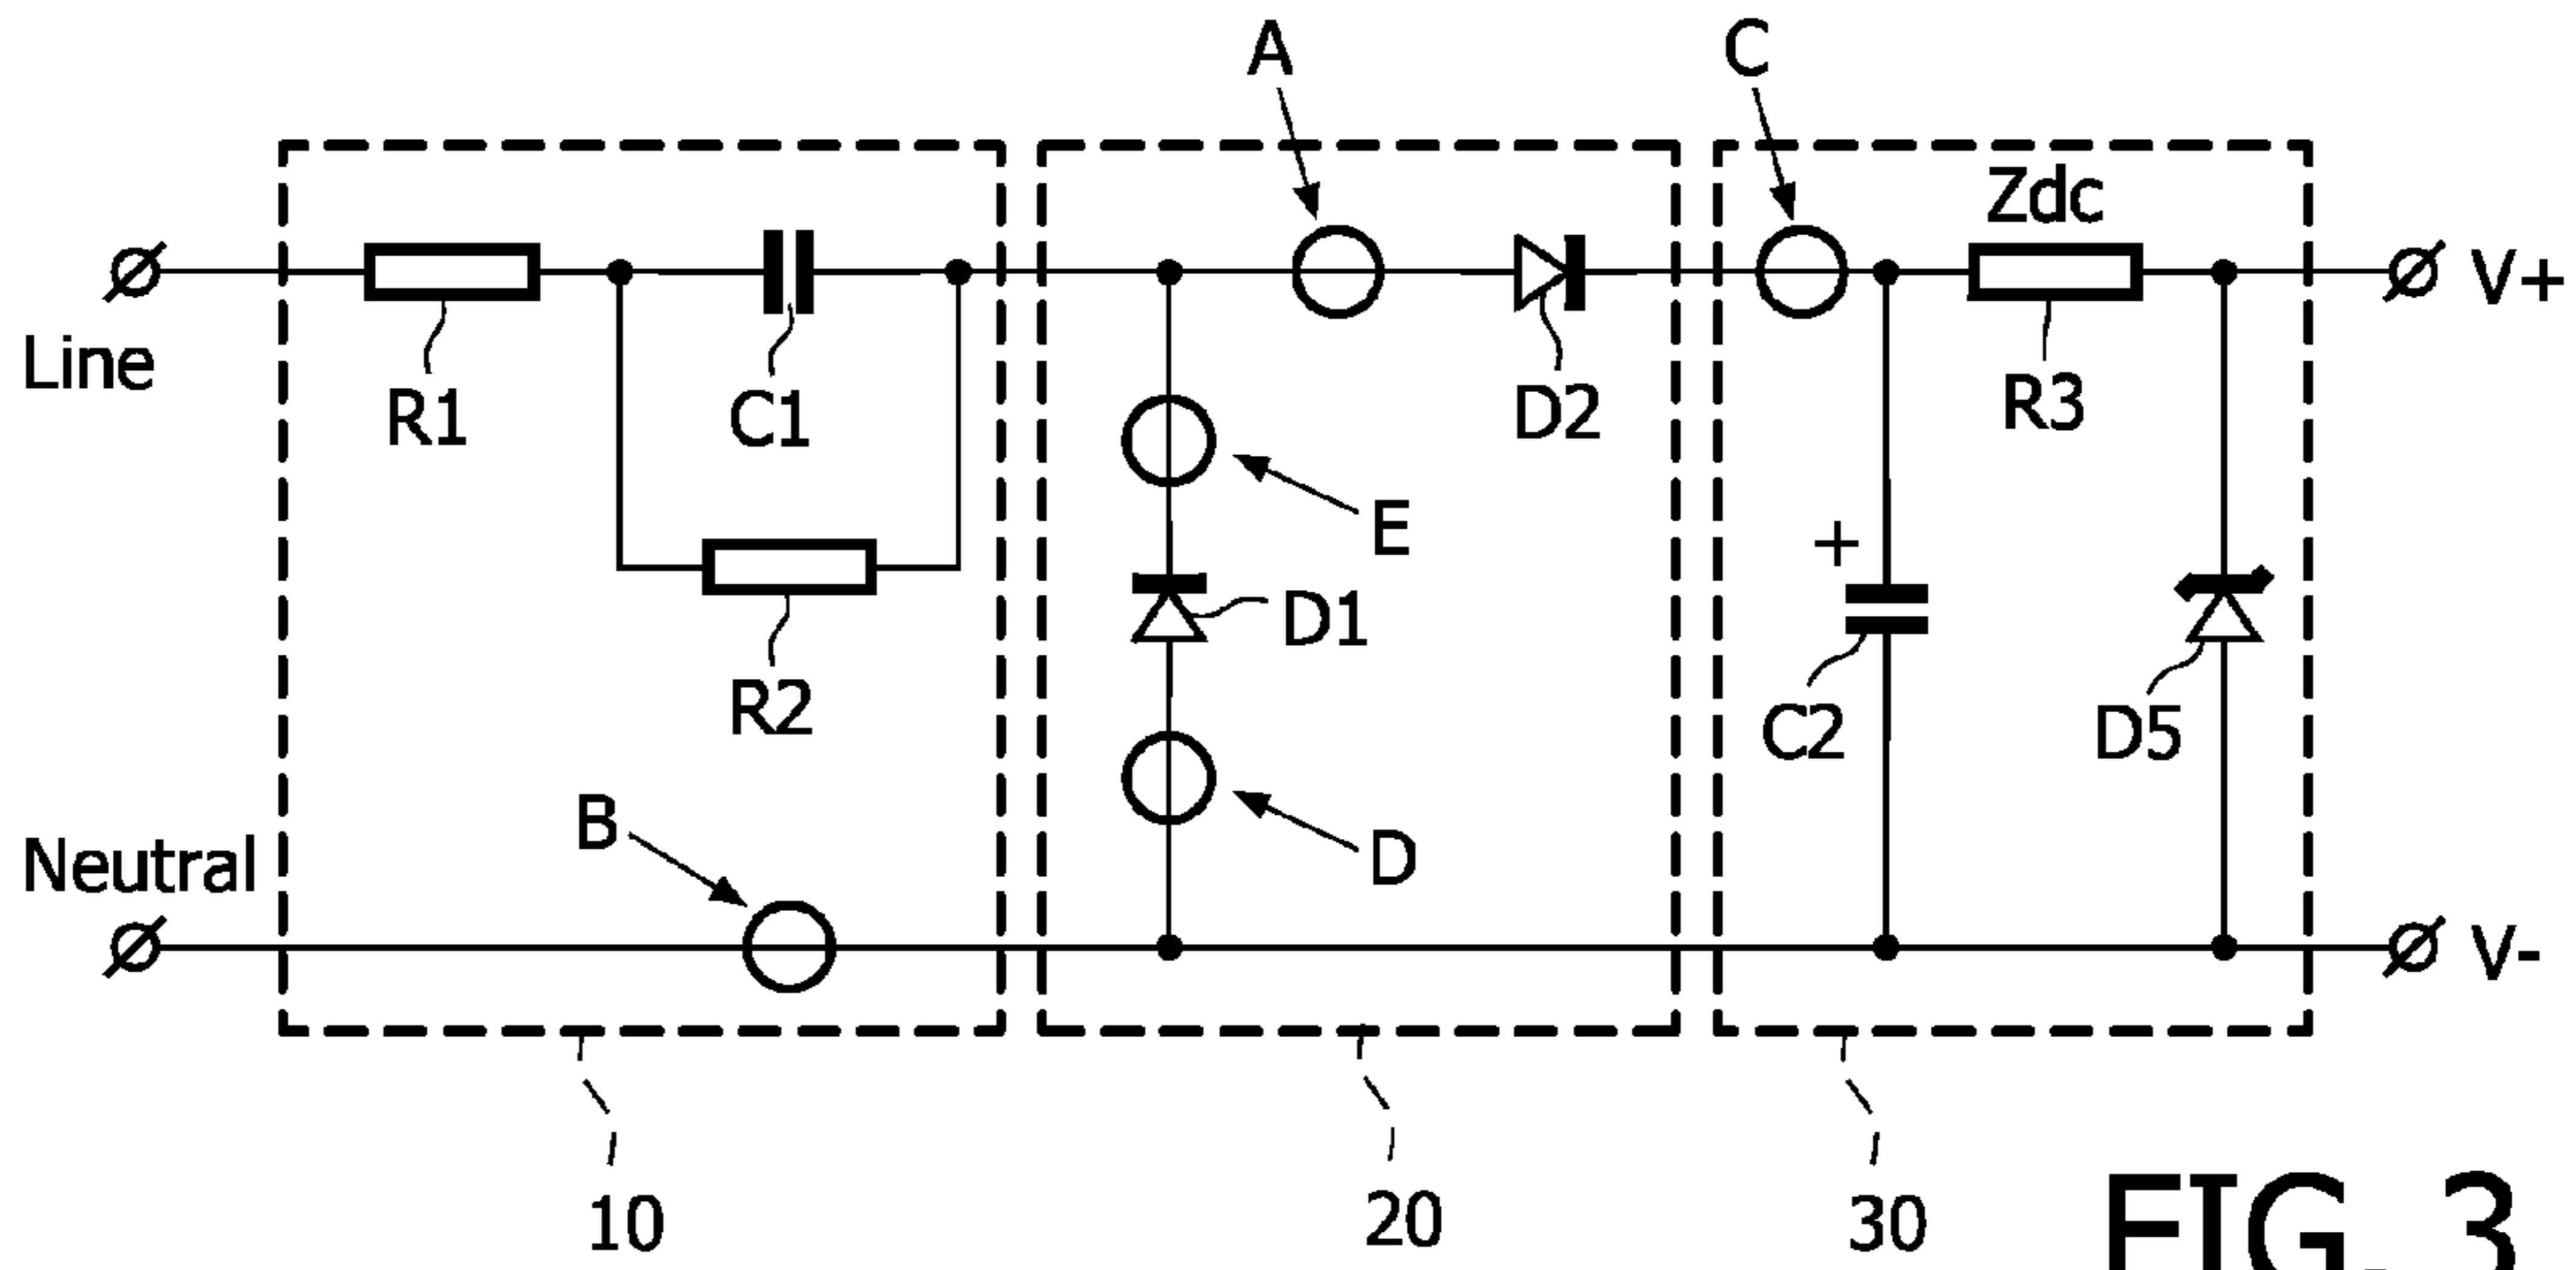 A
C
Zdc
Line
R1
C1
D2
R3
V+
E
+
D1
R2
C2
D5
B
D
Neutral
V-
10
20
30
FIG. 3